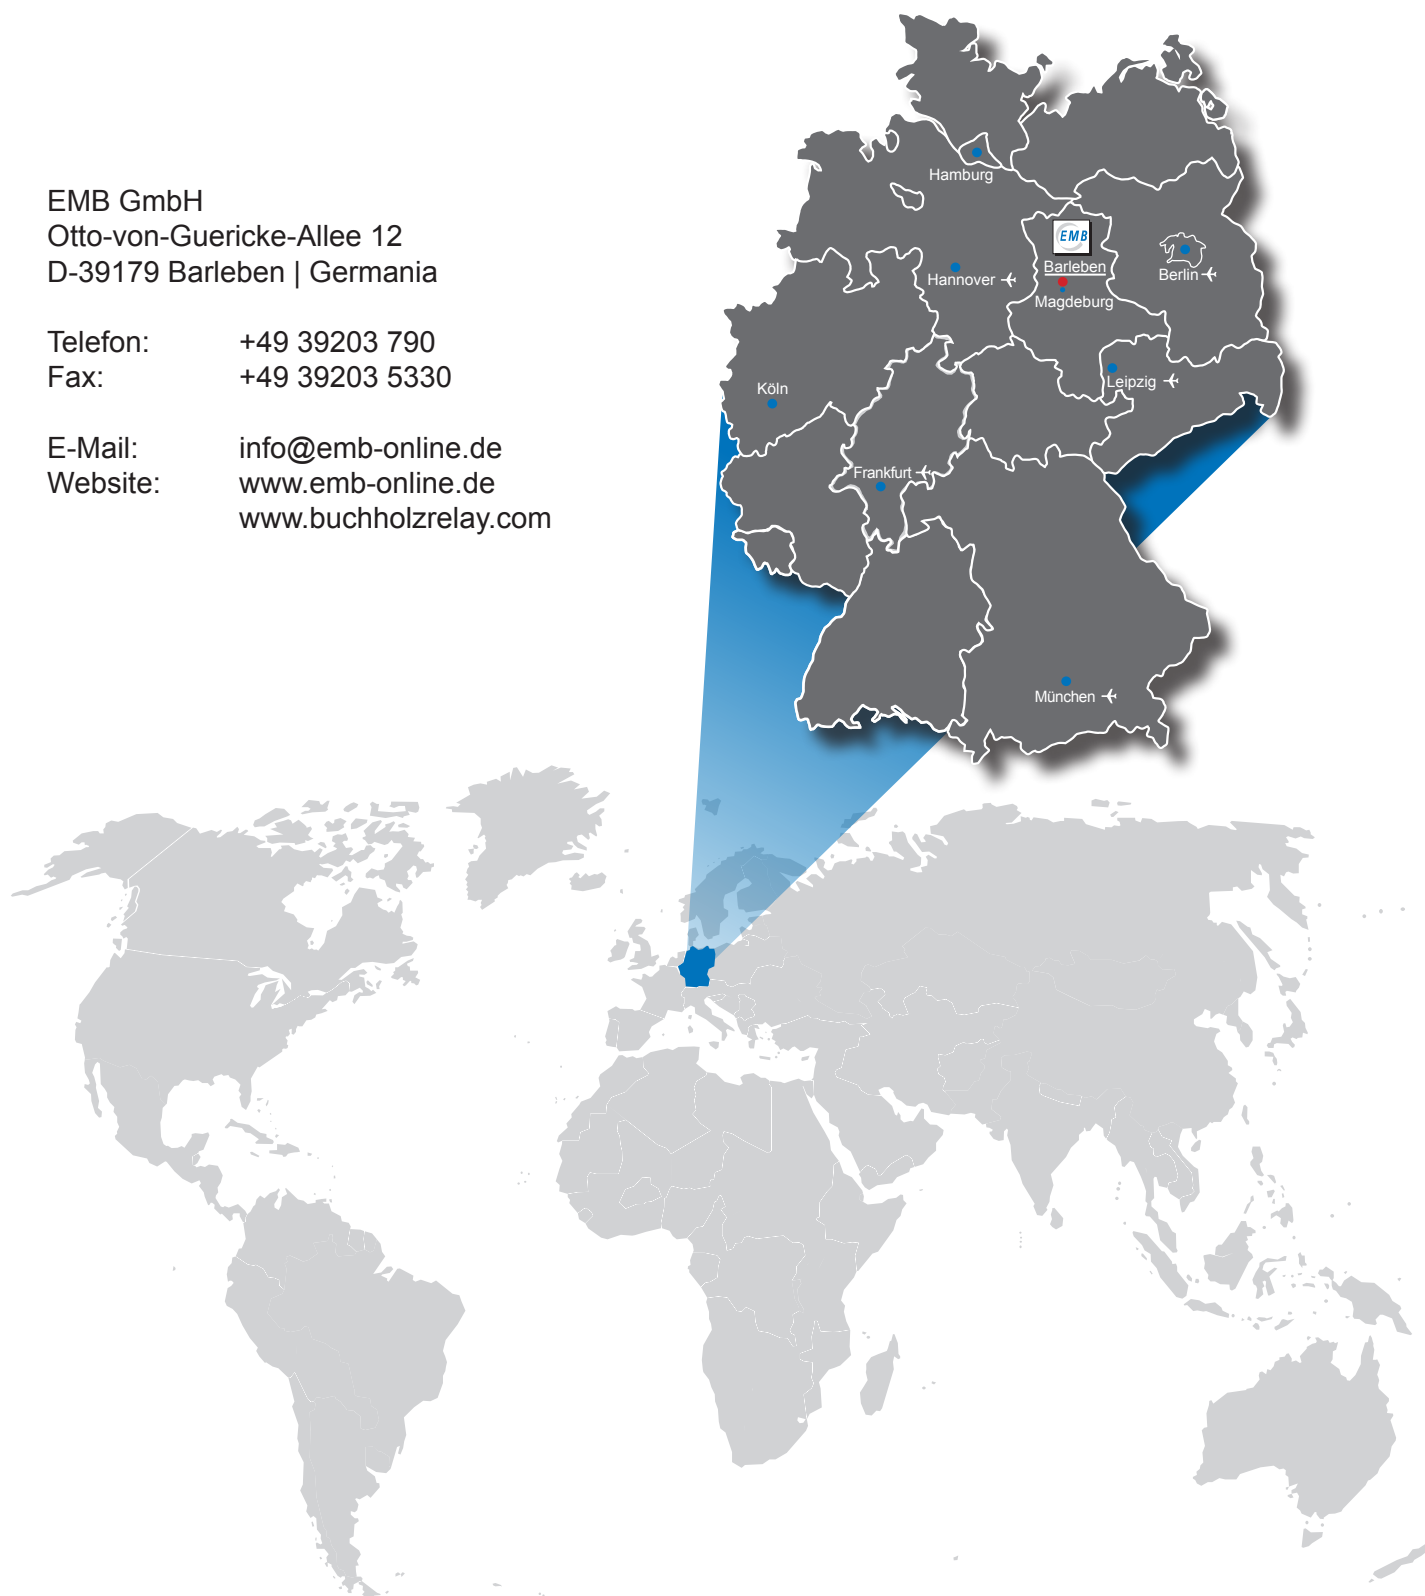 EMB GmbH
Otto-von-Guericke-Allee 12
D-39179 Barleben | Germania
Telefon: +49 39203 790
Fax: +49 39203 5330
E-Mail: info@emb-online.de
Website: www.emb-online.de
www.buchholzrelay.com
Hamburg
EMB
Barleben
Magdeburg
Hannover
Berlin
Leipzig
Köln
Frankfurt
München